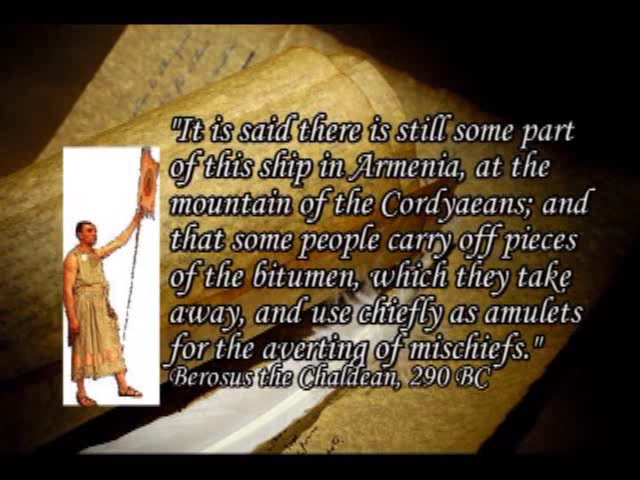 "It is said there is still some part
of this ship in Armenia, at the
mountain of the Cordyaeans; and
that some people carry off pieces
of the bitumen, which they take
away, and use chiefly as amulets
for the averting of mischiefs."
Berosus the Chaldean, 290 BC